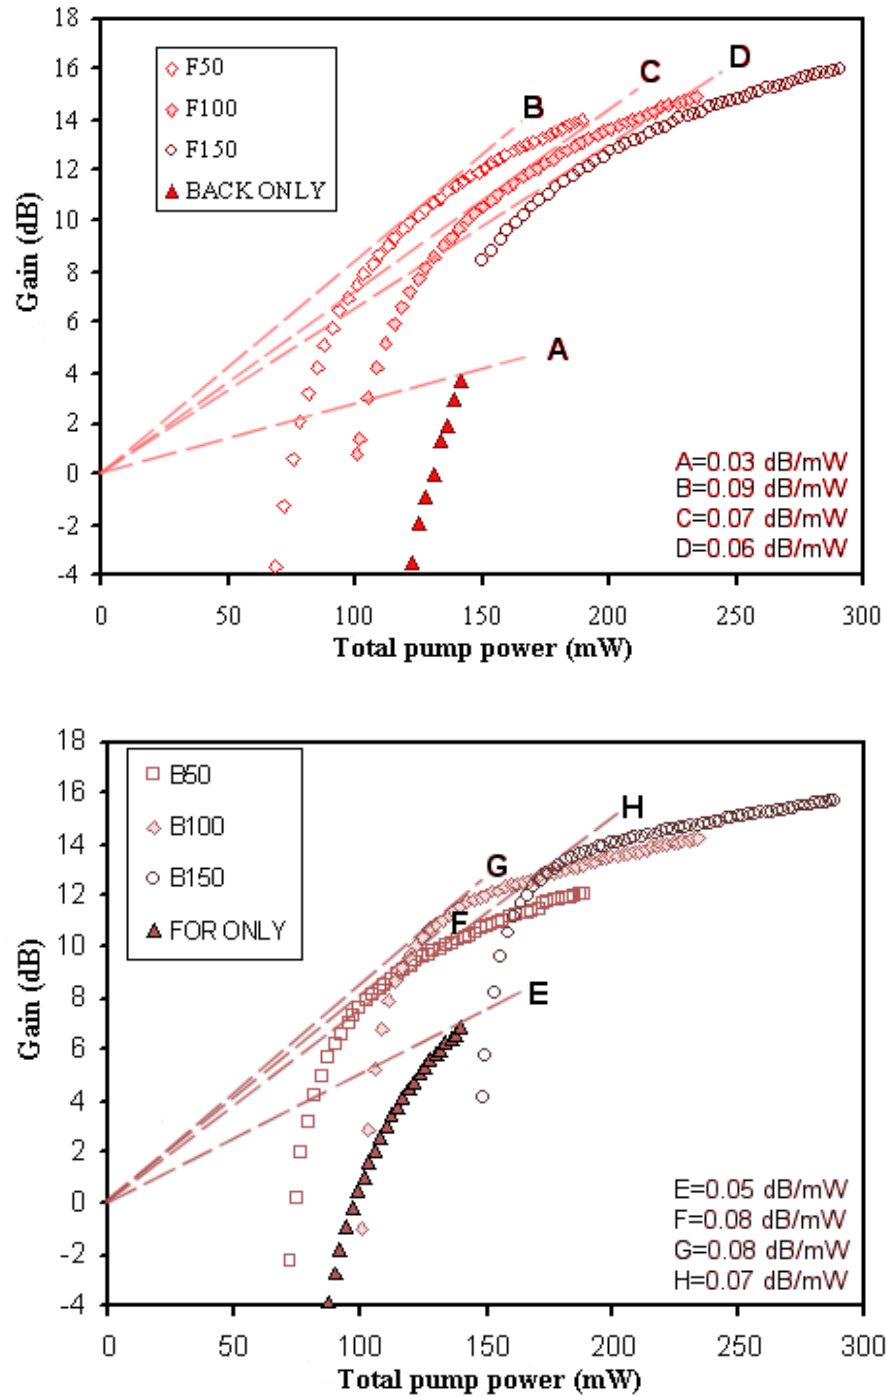 18
16
14
12
10
8
6
4
2
0
-2
-4
Gain (dB)
F50
F100
F150
BACK ONLY
A
B
C
D
A=0.03 dB/mW
B=0.09 dB/mW
C=0.07 dB/mW
D=0.06 dB/mW
0 50 100 150 200 250 300
Total pump power (mW)
18
16
14
12
10
8
6
4
2
0
-2
-4
Gain (dB)
B50
B100
B150
FOR ONLY
H
G
F
E
E=0.05 dB/mW
F=0.08 dB/mW
G=0.08 dB/mW
H=0.07 dB/mW
0 50 100 150 200 250 300
Total pump power (mW)